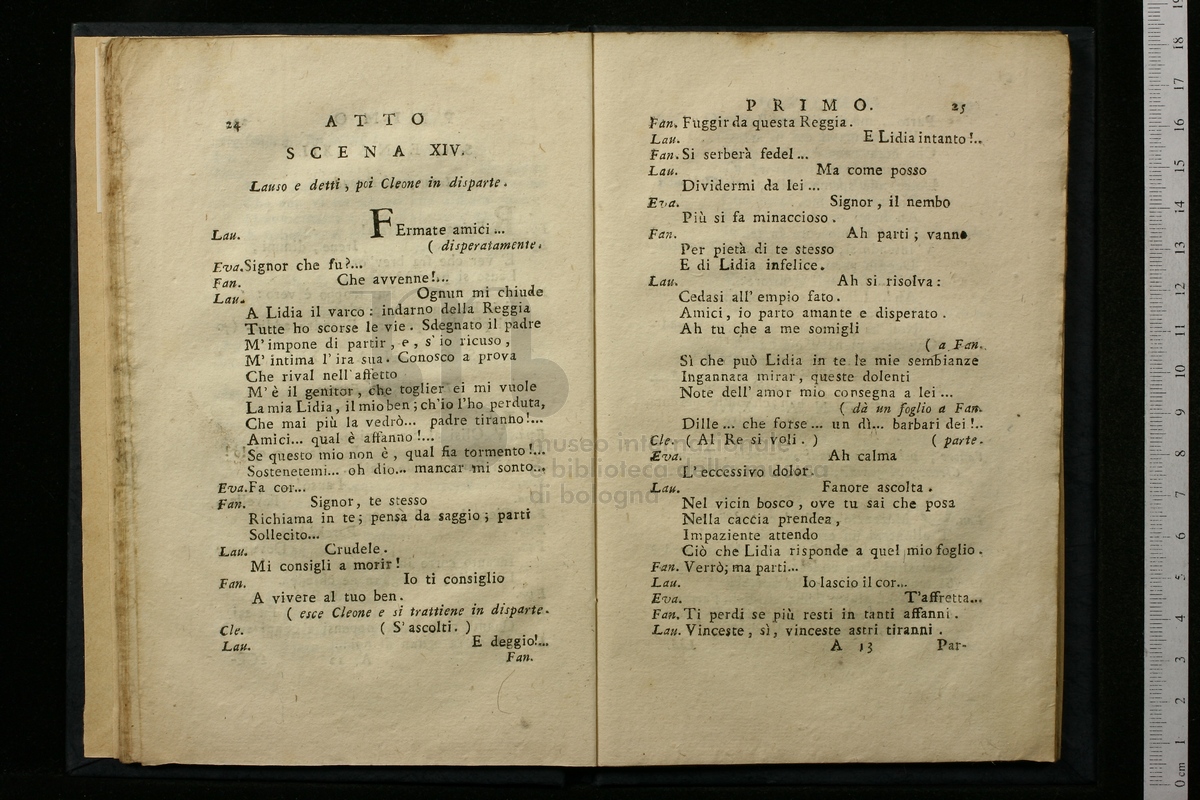 24 ATTO
SCENA XIV.
Lauso e detti, poi Cleone in disparte.
Lau. FErmate amici...
( disperatamente.
Eva. Signor che fu?...
Fan. Che avvenne!...
Lau. Ognun mi chiude
A Lidia il varco: indarno della Reggia
Tutte ho scorse le vie. Sdegnato il padre
M'impone di partir, e, s'io ricuso,
M'intima l'ira sua. Conosco a prova
Che rival nell'affetto
M'è il genitor, che toglier ei mi vuole
La mia Lidia, il mio ben; ch'io l'ho perduta,
Che mai più la vedrò... padre tiranno!...
Amici... qual è affanno!...
Se questo mio non è, qual fia tormento!...
Sostenetemi... oh dio... mancar mi sento...
Eva. Fa cor...
Fan. Signor, te stesso
Richiama in te; pensa da saggio; parti
Sollecito...
Lau. Crudele.
Mi consigli a morir!
Fan. Io ti consiglio
A vivere al tuo ben.
( esce Cleone e si trattiene in disparte.
Cle. ( S'ascolti. )
Lau. E deggio!...
Fan.
PRIMO. 25
Fan. Fuggir da questa Reggia.
Lau. E Lidia intanto!..
Fan. Si serberà fedel...
Lau. Ma come posso
Dividermi da lei...
Eva. Signor, il nembo
Più si fa minaccioso.
Fan. Ah parti; vanne
Per pietà di te stesso
E di Lidia infelice.
Lau. Ah si risolva:
Cedasi all'empio fato.
Amici, io parto amante e disperato.
Ah tu che a me somigli
( a Fan.
Sì che può Lidia in te le mie sembianze
Ingannata mirar, queste dolenti
Note dell'amor mio consegna a lei...
( dà un foglio a Fan.
Dille... che forse... un dì... barbari dei!..
Cle. ( Al Re si voli. ) ( parte.
Eva. Ah calma
L'eccessivo dolor.
Lau. Fanore ascolta.
Nel vicin bosco, ove tu sai che posa
Nella caccia prendea,
Impaziente attendo
Ciò che Lidia risponde a quel mio foglio.
Fan. Verrò; ma parti...
Lau. Io lascio il cor...
Eva. T'affretta...
Fan. Ti perdi se più resti in tanti affanni.
Lau. Vinceste, sì, vinceste astri tiranni.
A 13 Par-
museo internazionale
e biblioteca della musica
di bologna